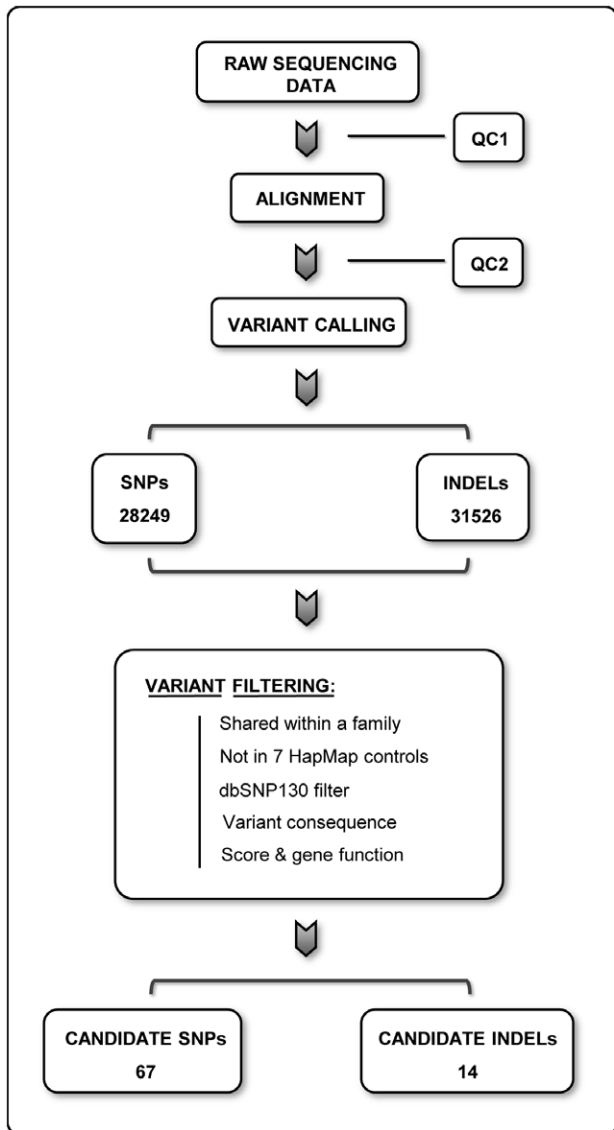 RAW SEQUENCING
DATA
QC1
ALIGNMENT
QC2
VARIANT CALLING
SNPs
28249
INDELs
31526
VARIANT FILTERING:
Shared within a family
Not in 7 HapMap controls
dbSNP130 filter
Variant consequence
Score & gene function
CANDIDATE SNPs
67
CANDIDATE INDELs
14